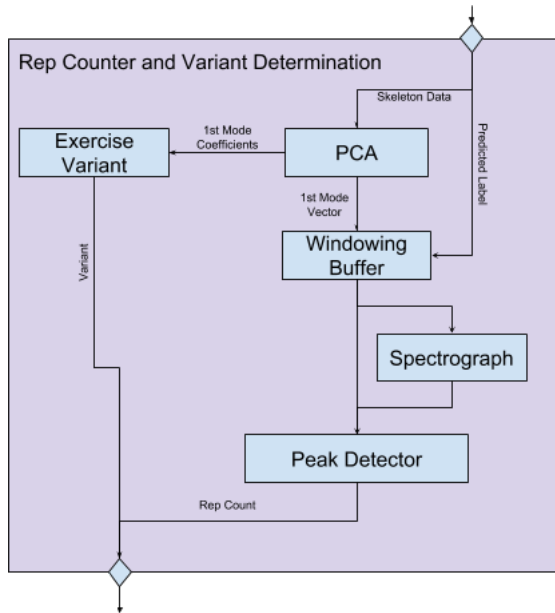 Rep Counter and Variant Determination
Skeleton Data
Exercise
Variant
1st Mode
Coefficients
PCA
Predicted Label
1st Mode
Vector
Windowing
Buffer
Variant
Spectrograph
Peak Detector
Rep Count